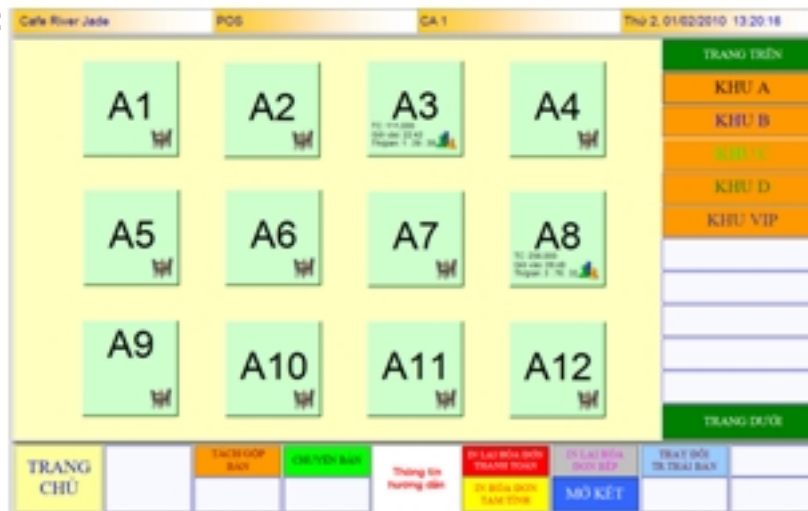 Cafe River Jade POS CA 1 Thứ 2, 01/02/2010 13:20:16
TRANG TRÊN
KHU A
KHU B
KHU C
KHU D
KHU VIP
A1 A2 A3 A4
A5 A6 A7 A8
A9 A10 A11 A12
TRANG DƯỚI
TRANG
CHỦ
TÁCH GỘP
BÀN
CHUYỂN BÀN
Thông tin
hướng dẫn
IN LẠI HÓA ĐƠN
THANH TOÁN
IN HÓA ĐƠN
TẠM TÍNH
IN LẠI HÓA
ĐƠN BẾP
MỞ KÉT
THAY ĐỔI
TR.THÁI BÀN